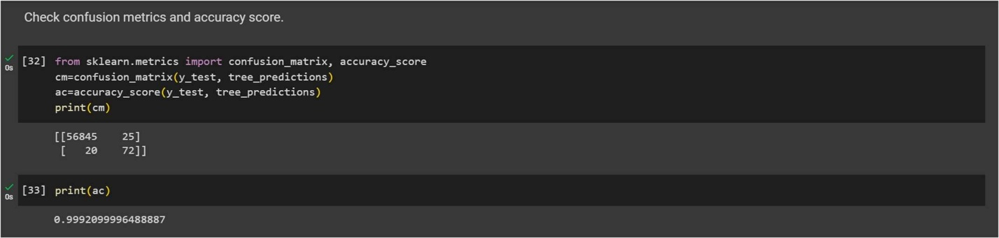 Check confusion metrics and accuracy score.
0s
[32] from sklearn.metrics import confusion_matrix, accuracy_score
cm=confusion_matrix(y_test, tree_predictions)
ac=accuracy_score(y_test, tree_predictions)
print(cm)
[[56845    25]
 [   20    72]]
0s
[33] print(ac)
0.9992099996488887